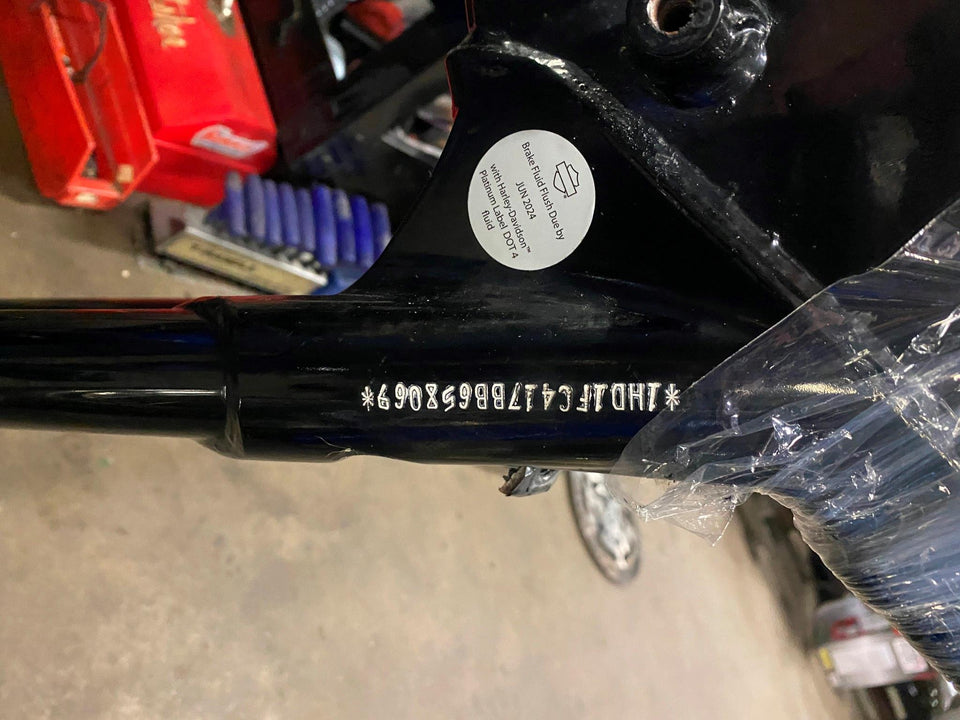 Brake Fluid Flush Due by
JUN 2024
with Harley-Davidson™
Platinum Label DOT 4
fluid
*1HD1FC417BB658069*